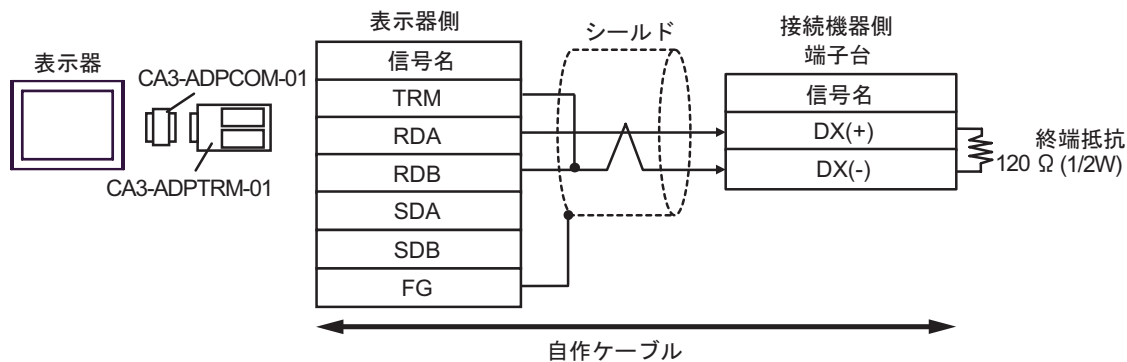 表示器
CA3-ADPCOM-01
CA3-ADPTRM-01
表示器側
信号名
TRM
RDA
RDB
SDA
SDB
FG
シールド
接続機器側
端子台
信号名
DX(+)
DX(-)
終端抵抗
120 Ω (1/2W)
自作ケーブル